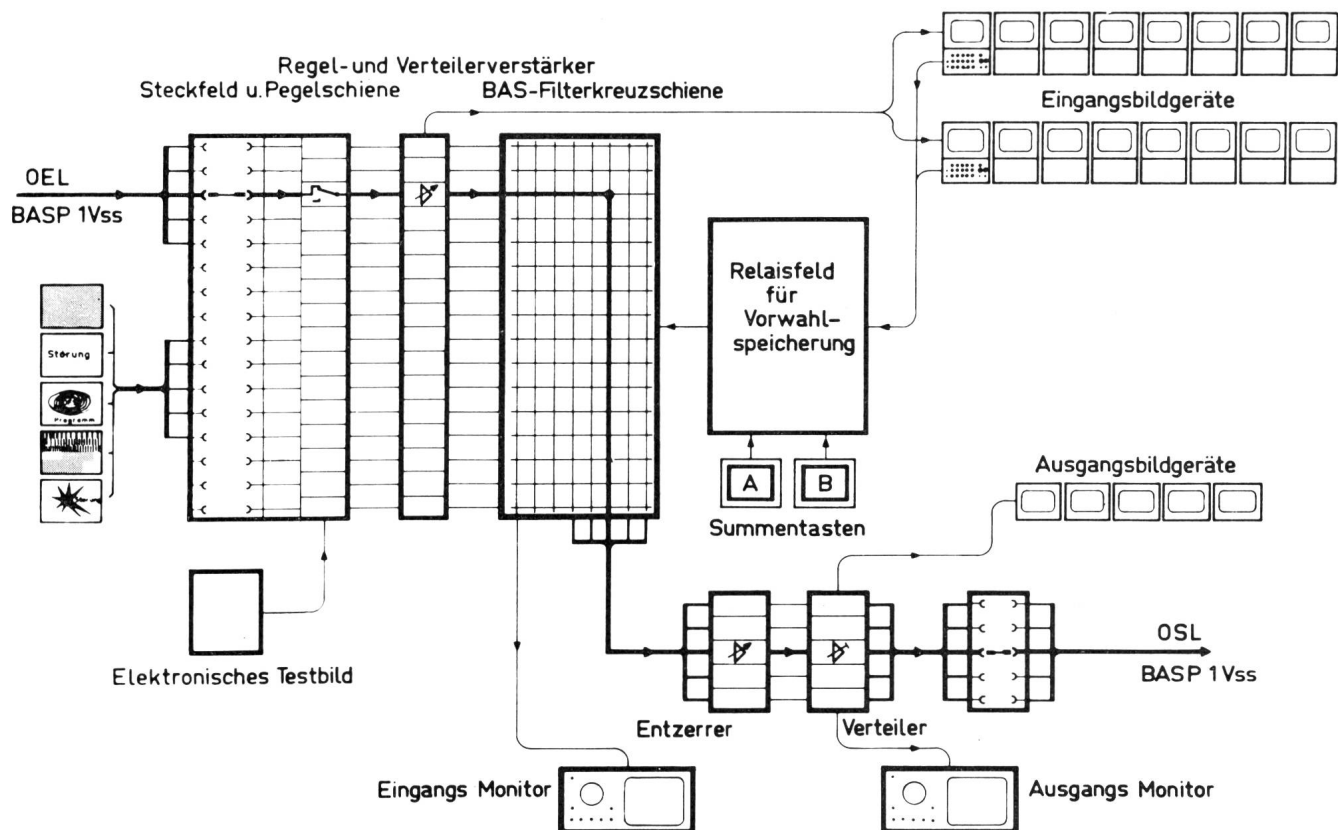 Regel- und Verteilerverstärker
Steckfeld u. Pegelschiene
BAS-Filterkreuzschiene
Eingangsbildgeräte
OEL
BASP 1Vss
Störung
Programm
Relaisfeld
für
Vorwahl-
speicherung
A
B
Summentasten
Ausgangsbildgeräte
Elektronisches Testbild
OSL
BASP 1Vss
Entzerrer
Verteiler
Eingangs Monitor
Ausgangs Monitor